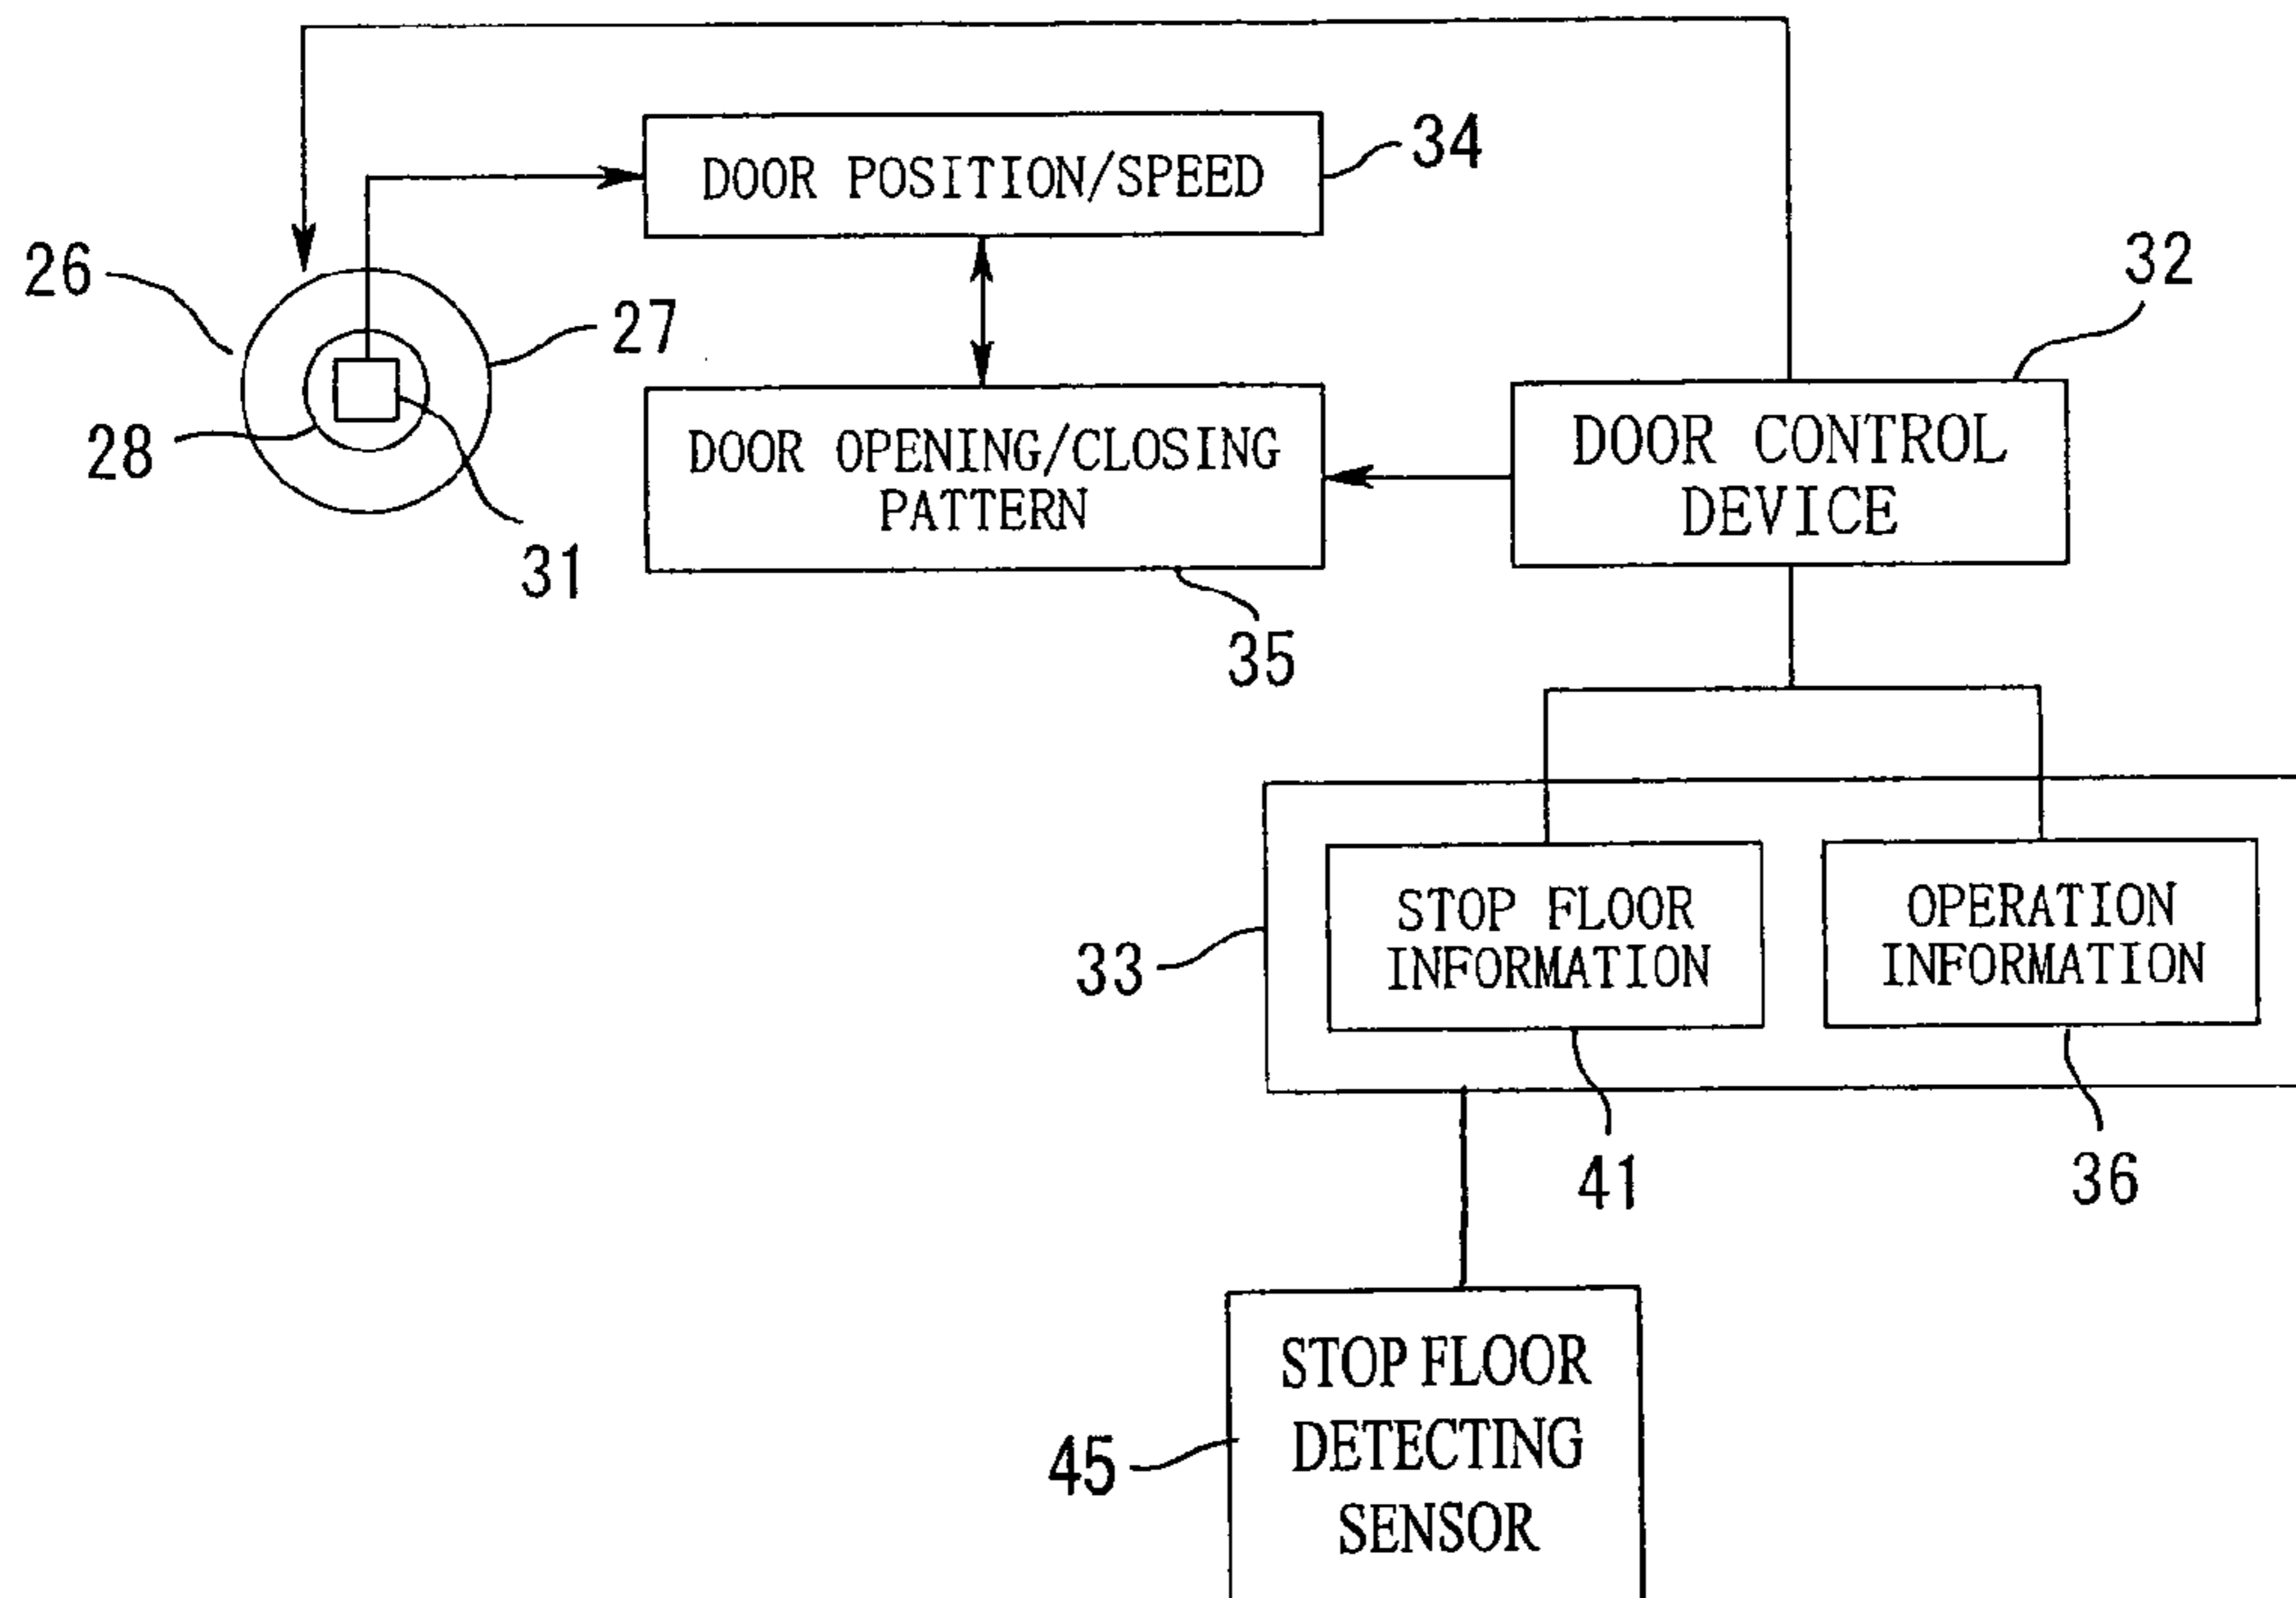 DOOR POSITION/SPEED
34
26
27
28
31
DOOR OPENING/CLOSING
PATTERN
35
32
DOOR CONTROL
DEVICE
33
STOP FLOOR
INFORMATION
41
OPERATION
INFORMATION
36
45
STOP FLOOR
DETECTING
SENSOR